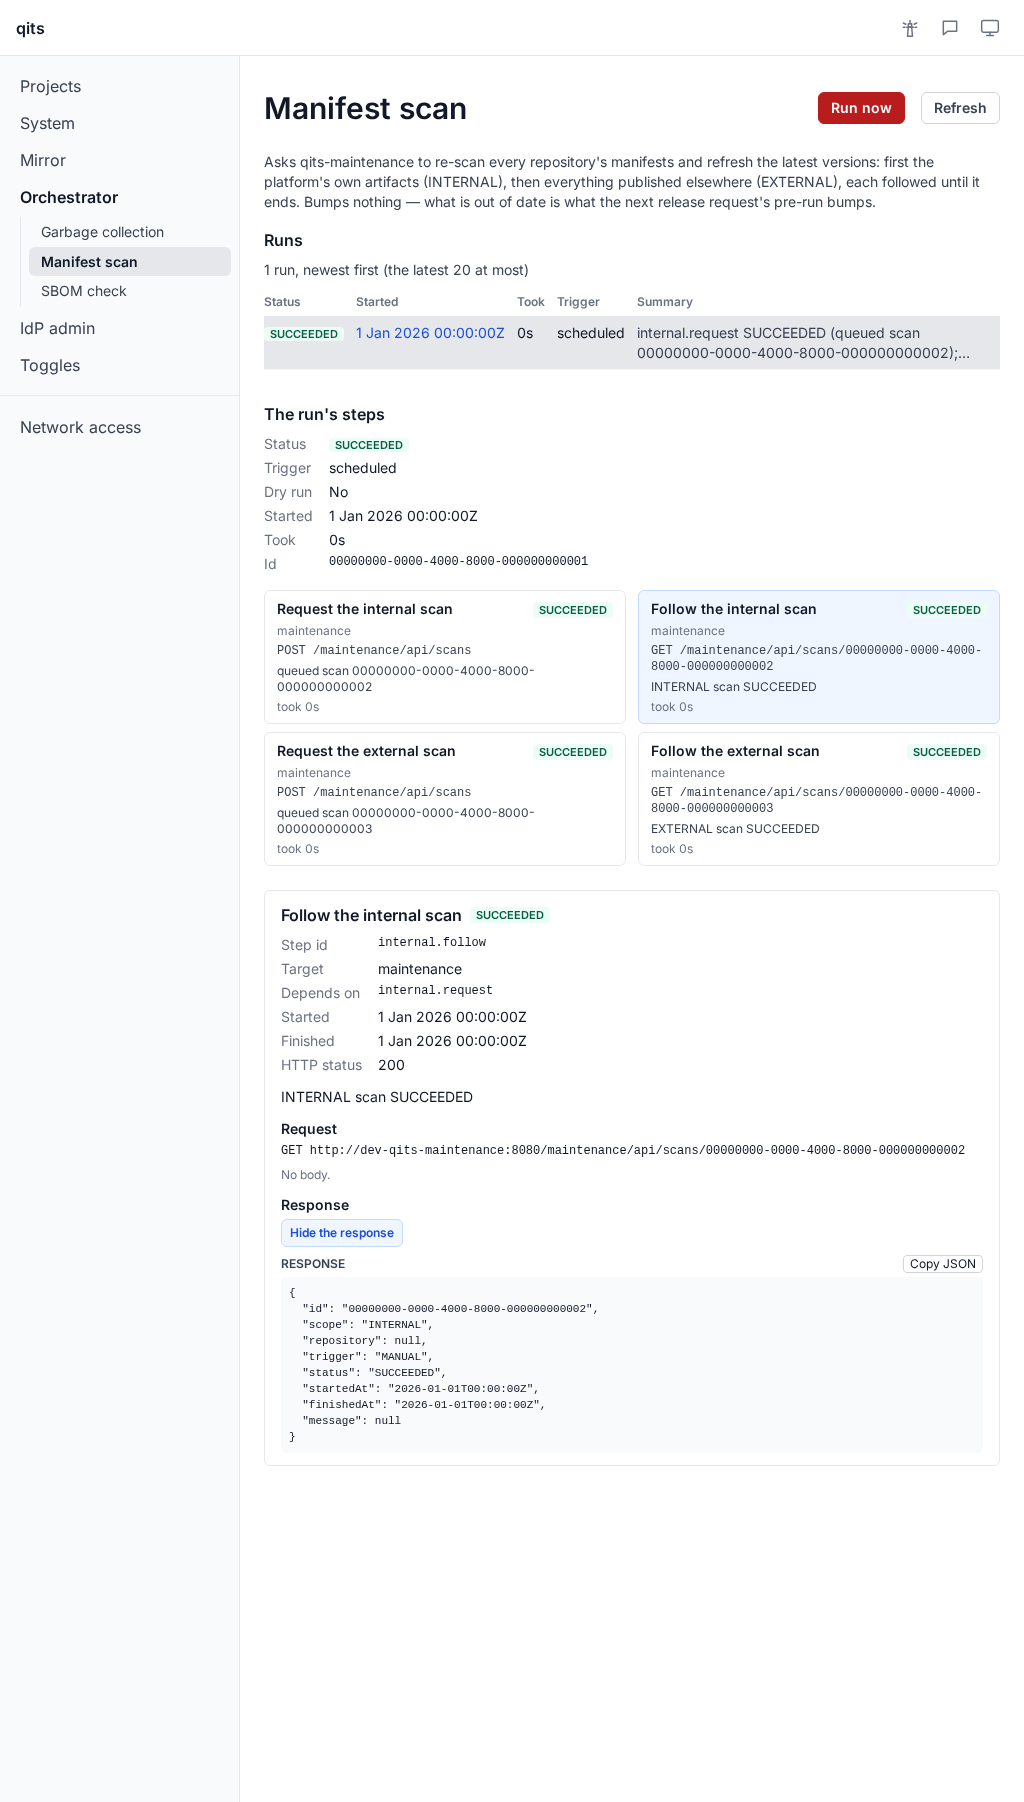 qits
Projects
System
Mirror
Orchestrator
Garbage collection
Manifest scan
SBOM check
IdP admin
Toggles
Network access
Manifest scan
Run now
Refresh
Asks qits-maintenance to re-scan every repository's manifests and refresh the latest versions: first the
platform's own artifacts (INTERNAL), then everything published elsewhere (EXTERNAL), each followed until it
ends. Bumps nothing — what is out of date is what the next release request's pre-run bumps.
Runs
1 run, newest first (the latest 20 at most)
Status Started Took Trigger Summary
SUCCEEDED 1 Jan 2026 00:00:00Z 0s scheduled internal.request SUCCEEDED (queued scan
00000000-0000-4000-8000-000000000002);...
The run's steps
Status SUCCEEDED
Trigger scheduled
Dry run No
Started 1 Jan 2026 00:00:00Z
Took 0s
Id 00000000-0000-4000-8000-000000000001
Request the internal scan SUCCEEDED
maintenance
POST /maintenance/api/scans
queued scan 00000000-0000-4000-8000-
000000000002
took 0s
Follow the internal scan SUCCEEDED
maintenance
GET /maintenance/api/scans/00000000-0000-4000-
8000-000000000002
INTERNAL scan SUCCEEDED
took 0s
Request the external scan SUCCEEDED
maintenance
POST /maintenance/api/scans
queued scan 00000000-0000-4000-8000-
000000000003
took 0s
Follow the external scan SUCCEEDED
maintenance
GET /maintenance/api/scans/00000000-0000-4000-
8000-000000000003
EXTERNAL scan SUCCEEDED
took 0s
Follow the internal scan SUCCEEDED
Step id internal.follow
Target maintenance
Depends on internal.request
Started 1 Jan 2026 00:00:00Z
Finished 1 Jan 2026 00:00:00Z
HTTP status 200
INTERNAL scan SUCCEEDED
Request
GET http://dev-qits-maintenance:8080/maintenance/api/scans/00000000-0000-4000-8000-000000000002
No body.
Response
Hide the response
RESPONSE Copy JSON
{
"id": "00000000-0000-4000-8000-000000000002",
"scope": "INTERNAL",
"repository": null,
"trigger": "MANUAL",
"status": "SUCCEEDED",
"startedAt": "2026-01-01T00:00:00Z",
"finishedAt": "2026-01-01T00:00:00Z",
"message": null
}